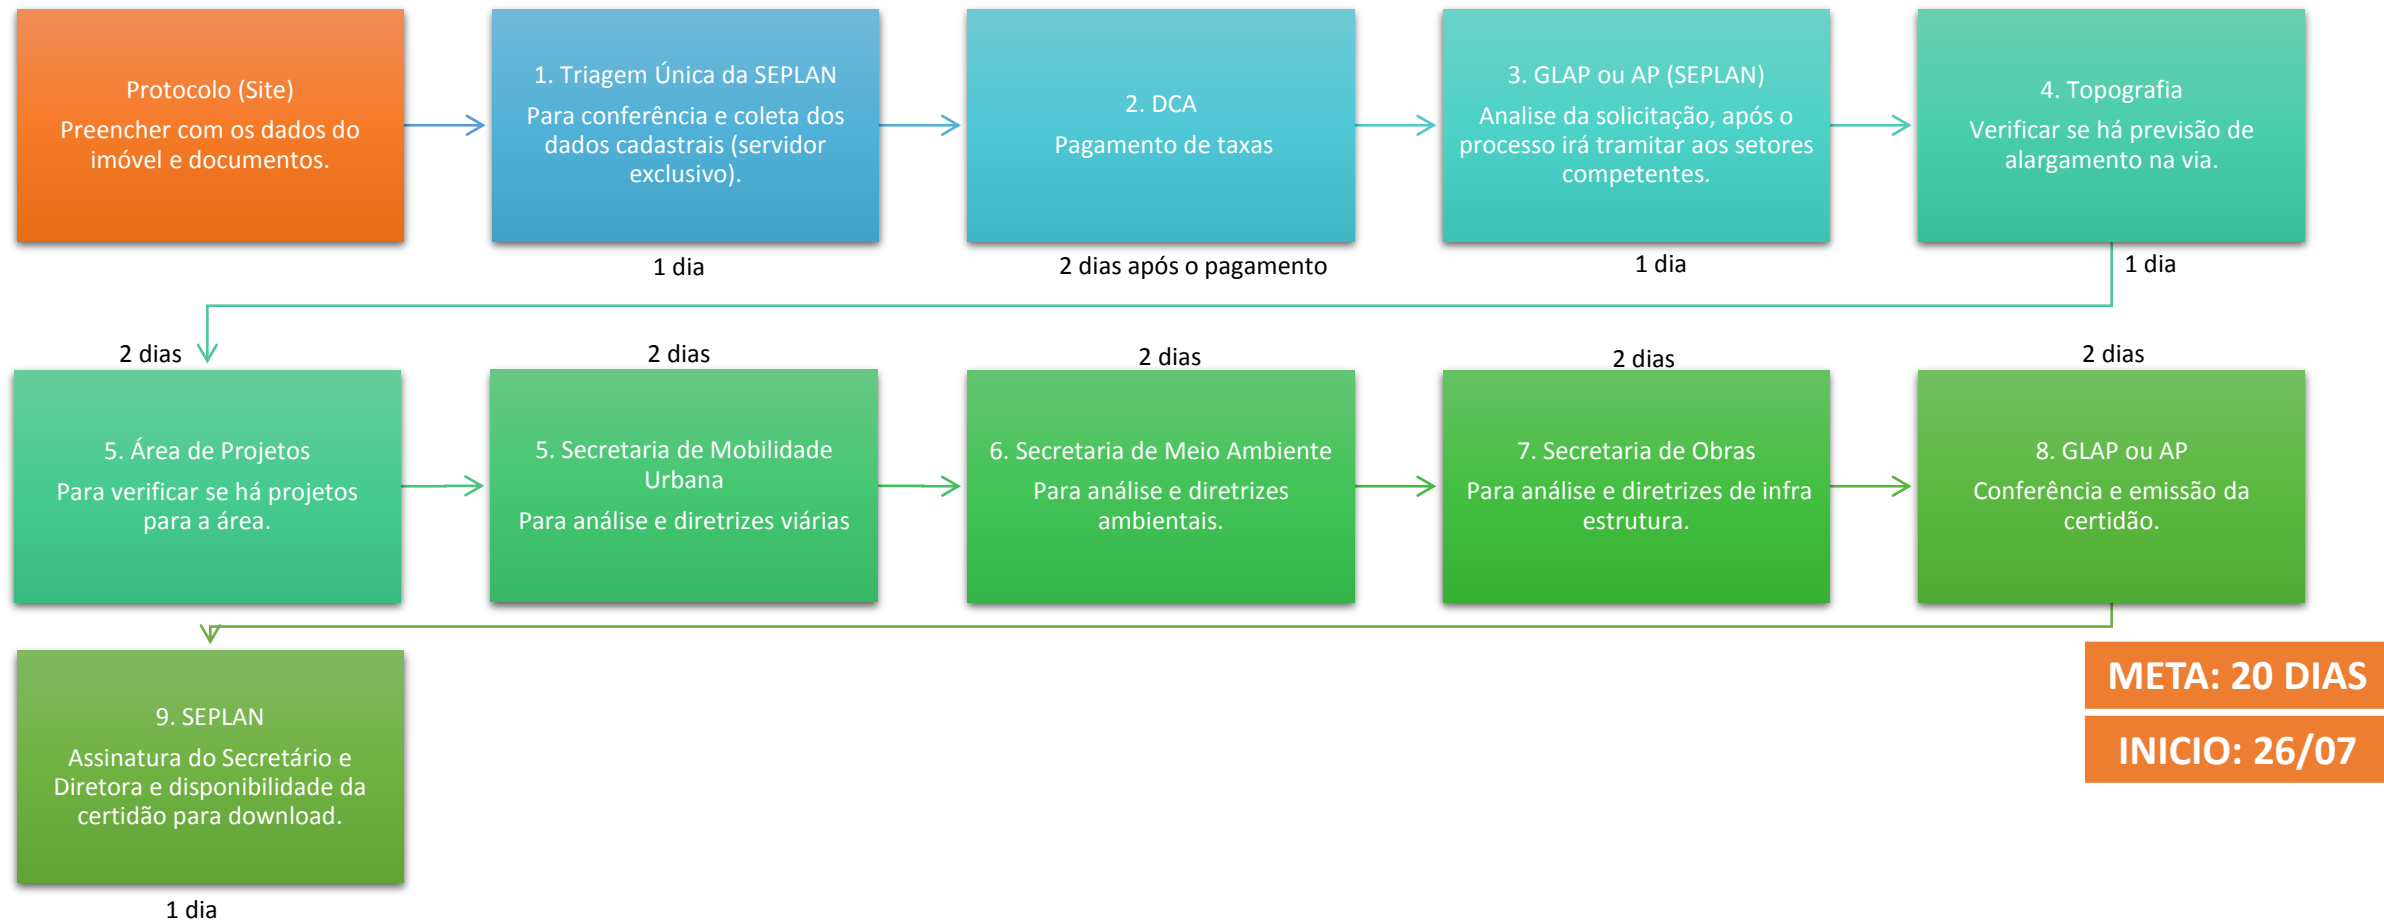 Protocolo (Site)
Preencher com os dados do
imóvel e documentos.
1. Triagem Única da SEPLAN
Para conferência e coleta dos
dados cadastrais (servidor
exclusivo).
1 dia
2. DCA
Pagamento de taxas
2 dias após o pagamento
3. GLAP ou AP (SEPLAN)
Analise da solicitação, após o
processo irá tramitar aos setores
competentes.
1 dia
4. Topografia
Verificar se há previsão de
alargamento na via.
1 dia
2 dias
5. Área de Projetos
Para verificar se há projetos
para a área.
2 dias
5. Secretaria de Mobilidade
Urbana
Para análise e diretrizes viárias
2 dias
6. Secretaria de Meio Ambiente
Para análise e diretrizes
ambientais.
2 dias
7. Secretaria de Obras
Para análise e diretrizes de infra
estrutura.
2 dias
8. GLAP ou AP
Conferência e emissão da
certidão.
9. SEPLAN
Assinatura do Secretário e
Diretora e disponibilidade da
certidão para download.
1 dia
META: 20 DIAS
INICIO: 26/07